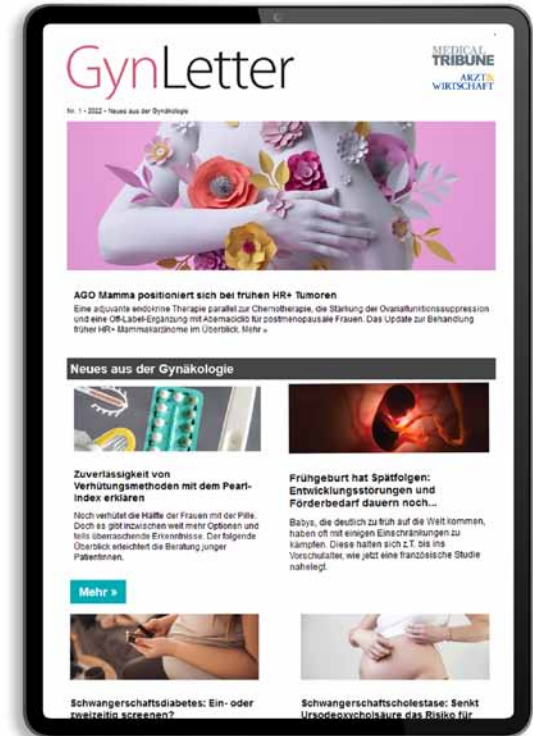 GynLetter
MEDICAL
TRIBUNE
ARZT&
WIRTSCHAFT
Nr. 1 • 2022 • Neues aus der Gynäkologie
AGO Mamma positioniert sich bei frühen HR+ Tumoren
Eine adjuvante endokrine Therapie parallel zur Chemotherapie, die Stärkung der Ovarialfunktionssuppression
und eine Off-Label-Ergänzung mit Abemaciclib für postmenopausale Frauen. Das Update zur Behandlung
früher HR+ Mammakarzinome im Überblick. Mehr »
Neues aus der Gynäkologie
Zuverlässigkeit von
Verhütungsmethoden mit dem Pearl-
Index erklären
Noch verhütet die Hälfte der Frauen mit der Pille.
Doch es gibt inzwischen weit mehr Optionen und
teils überraschende Erkenntnisse. Der folgende
Überblick erleichtert die Beratung junger
Patientinnen.
Mehr »
Frühgeburt hat Spätfolgen:
Entwicklungsstörungen und
Förderbedarf dauern noch...
Babys, die deutlich zu früh auf die Welt kommen,
haben oft mit einigen Einschränkungen zu
kämpfen. Diese halten sich z.T. bis ins
Vorschulalter, wie jetzt eine französische Studie
nahelegt.
Schwangerschaftsdiabetes: Ein- oder
zweizeitig screenen?
Schwangerschaftscholestase: Senkt
Ursodeoxycholsäure das Risiko für